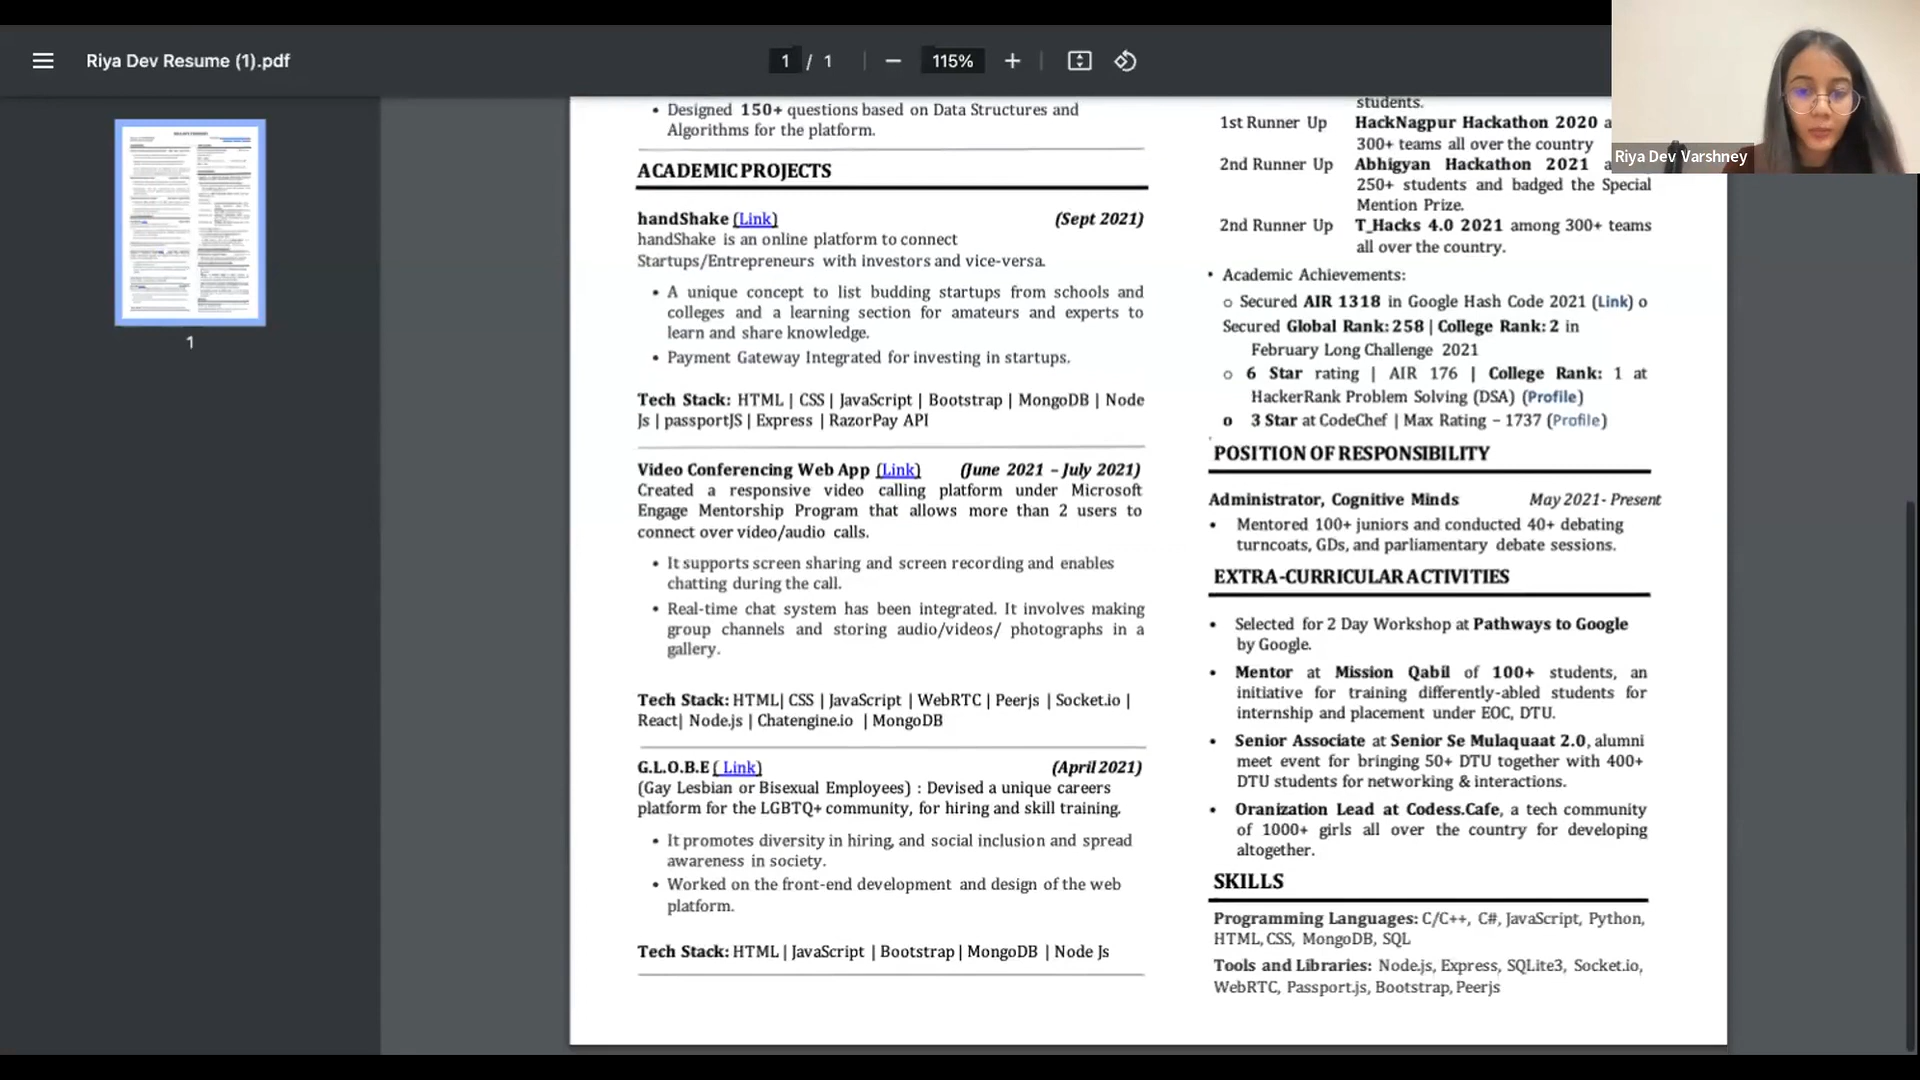 Riya Dev Resume (1).pdf
1 / 1
115%
Riya Dev Varshney
1
• Designed 150+ questions based on Data Structures and
Algorithms for the platform.
ACADEMIC PROJECTS
handShake (Link) (Sept 2021)
handShake is an online platform to connect
Startups/Entrepreneurs with investors and vice-versa.
• A unique concept to list budding startups from schools and
colleges and a learning section for amateurs and experts to
learn and share knowledge.
• Payment Gateway Integrated for investing in startups.
Tech Stack: HTML | CSS | JavaScript | Bootstrap | MongoDB | Node
Js | passportJS | Express | RazorPay API
Video Conferencing Web App (Link) (June 2021 – July 2021)
Created a responsive video calling platform under Microsoft
Engage Mentorship Program that allows more than 2 users to
connect over video/audio calls.
• It supports screen sharing and screen recording and enables
chatting during the call.
• Real-time chat system has been integrated. It involves making
group channels and storing audio/videos/ photographs in a
gallery.
Tech Stack: HTML| CSS | JavaScript | WebRTC | Peerjs | Socket.io |
React| Node.js | Chatengine.io | MongoDB
G.L.O.B.E ( Link) (April 2021)
(Gay Lesbian or Bisexual Employees) : Devised a unique careers
platform for the LGBTQ+ community, for hiring and skill training.
• It promotes diversity in hiring, and social inclusion and spread
awareness in society.
• Worked on the front-end development and design of the web
platform.
Tech Stack: HTML | JavaScript | Bootstrap | MongoDB | Node Js
students.
1st Runner Up HackNagpur Hackathon 2020
300+ teams all over the country
2nd Runner Up Abhigyan Hackathon 2021
250+ students and badged the Special
Mention Prize.
2nd Runner Up T_Hacks 4.0 2021 among 300+ teams
all over the country.
• Academic Achievements:
o Secured AIR 1318 in Google Hash Code 2021 (Link) o
Secured Global Rank: 258 | College Rank: 2 in
February Long Challenge 2021
o 6 Star rating | AIR 176 | College Rank: 1 at
HackerRank Problem Solving (DSA) (Profile)
o 3 Star at CodeChef | Max Rating – 1737 (Profile)
POSITION OF RESPONSIBILITY
Administrator, Cognitive Minds May 2021- Present
• Mentored 100+ juniors and conducted 40+ debating
turncoats, GDs, and parliamentary debate sessions.
EXTRA-CURRICULAR ACTIVITIES
• Selected for 2 Day Workshop at Pathways to Google
by Google.
• Mentor at Mission Qabil of 100+ students, an
initiative for training differently-abled students for
internship and placement under EOC, DTU.
• Senior Associate at Senior Se Mulaquaat 2.0, alumni
meet event for bringing 50+ DTU together with 400+
DTU students for networking & interactions.
• Oranization Lead at Codess.Cafe, a tech community
of 1000+ girls all over the country for developing
altogether.
SKILLS
Programming Languages: C/C++, C#, JavaScript, Python,
HTML, CSS, MongoDB, SQL
Tools and Libraries: Node.js, Express, SQLite3, Socket.io,
WebRTC, Passport.js, Bootstrap, Peerjs